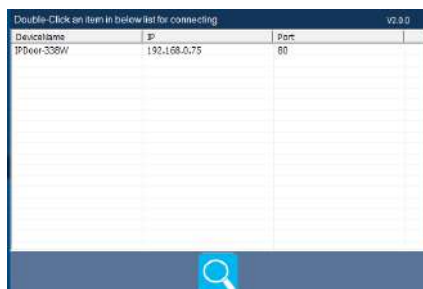 Double-Click an item in below list for connecting V2.0.0
DeviceName IP Port
IPDoor-338W 192.168.0.75 80